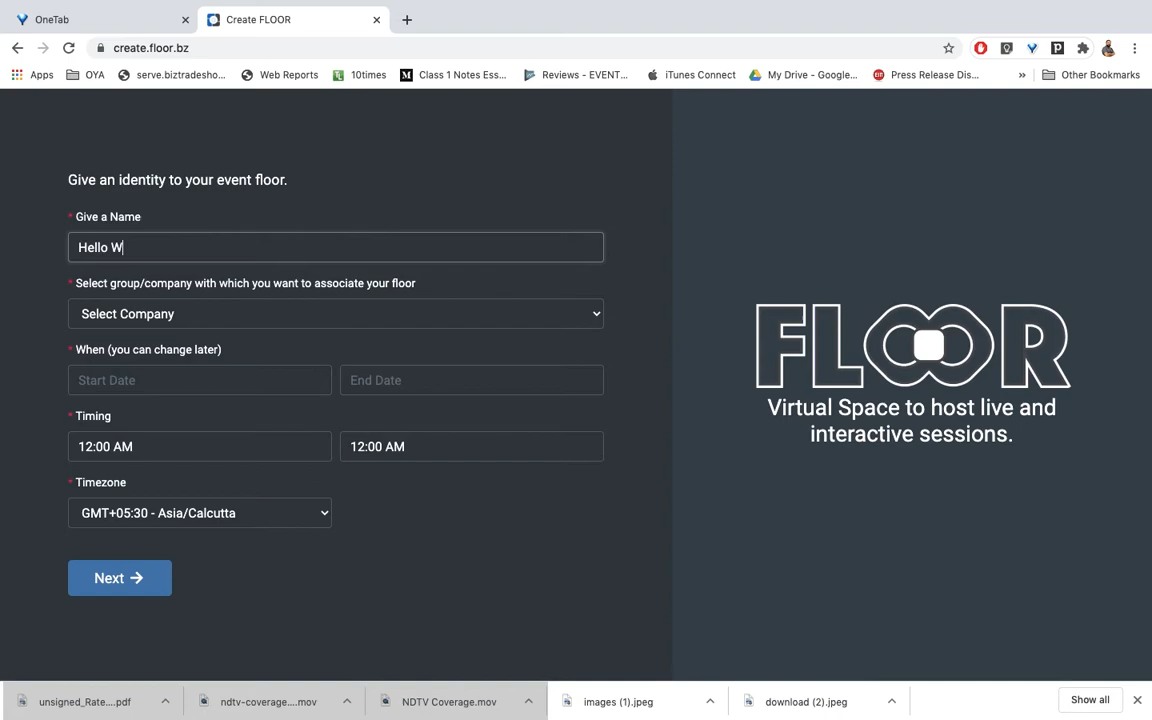 OneTab
Create FLOOR
create.floor.bz
Apps
OYA
serve.biztradesho...
Web Reports
10times
Class 1 Notes Ess...
Reviews - EVENT...
iTunes Connect
My Drive - Google...
Press Release Dis...
»
Other Bookmarks
Give an identity to your event floor.
* Give a Name
Hello W
* Select group/company with which you want to associate your floor
Select Company
* When (you can change later)
Start Date
End Date
* Timing
12:00 AM
12:00 AM
* Timezone
GMT+05:30 - Asia/Calcutta
Next →
FLOOR
Virtual Space to host live and
interactive sessions.
unsigned_Rate....pdf
ndtv-coverage....mov
NDTV Coverage.mov
images (1).jpeg
download (2).jpeg
Show all